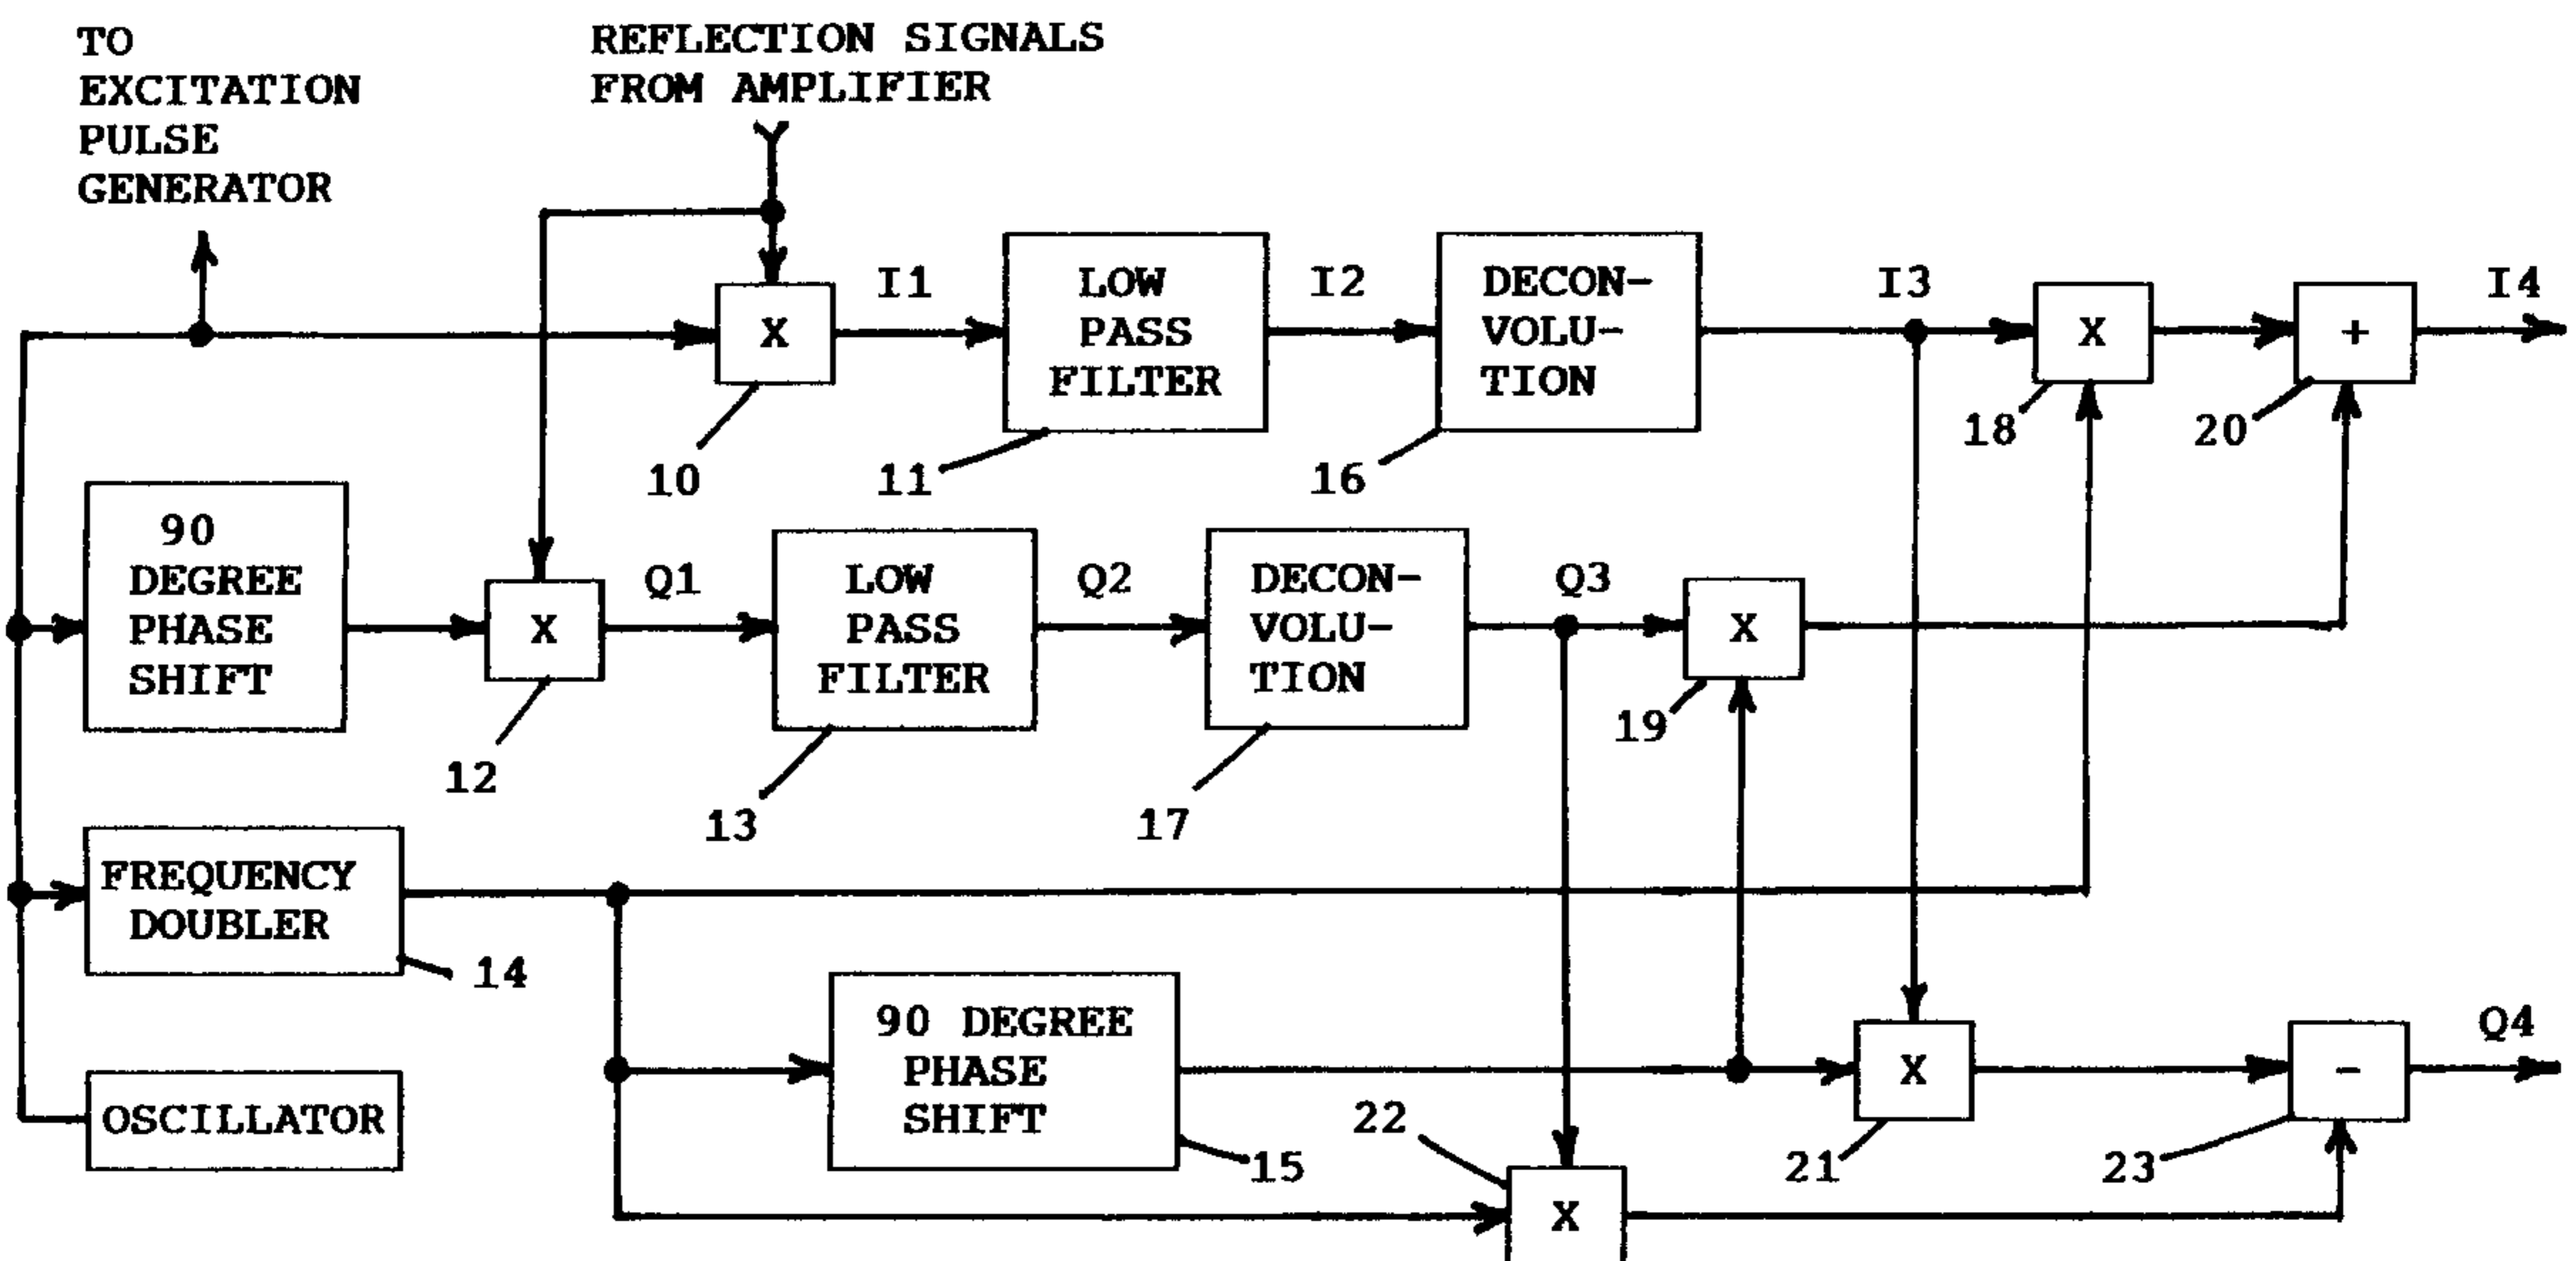 TO
EXCITATION
PULSE
GENERATOR
REFLECTION SIGNALS
FROM AMPLIFIER
X
10
I1
LOW
PASS
FILTER
11
I2
DECON-
VOLU-
TION
16
I3
X
18
+
20
I4
90
DEGREE
PHASE
SHIFT
X
12
Q1
LOW
PASS
FILTER
13
Q2
DECON-
VOLU-
TION
17
Q3
X
19
FREQUENCY
DOUBLER
14
OSCILLATOR
90 DEGREE
PHASE
SHIFT
15
22
X
X
21
-
23
Q4